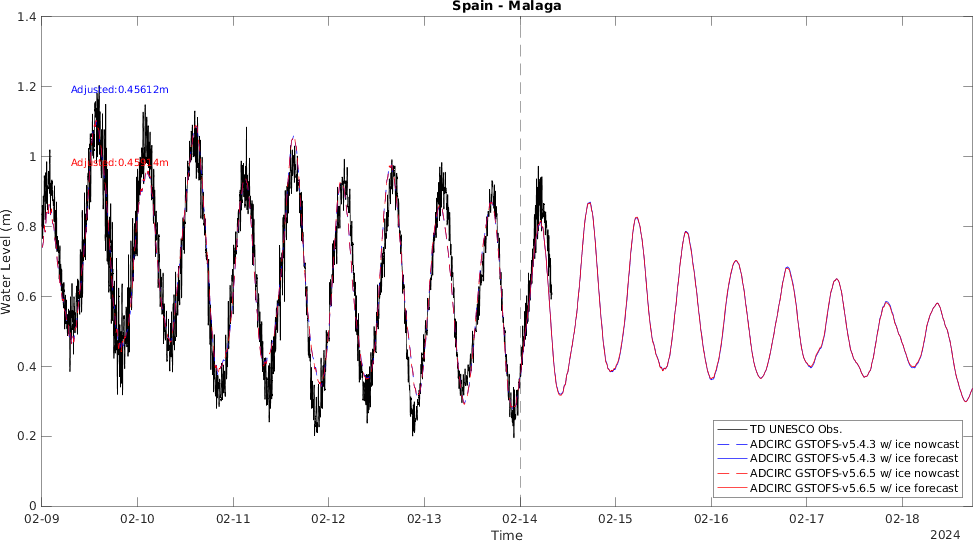 Spain - Malaga
1.4
1.2
1
0.8
0.6
0.4
0.2
0
Water Level (m)
Adjusted:0.45612m
02-09
02-10
02-11
02-12
02-13
02-14
02-15
02-16
02-17
02-18
Time
2024
TD UNESCO Obs.
ADCIRC GSTOFS-v5.4.3 w/ ice nowcast
ADCIRC GSTOFS-v5.4.3 w/ ice forecast
ADCIRC GSTOFS-v5.6.5 w/ ice nowcast
ADCIRC GSTOFS-v5.6.5 w/ ice forecast